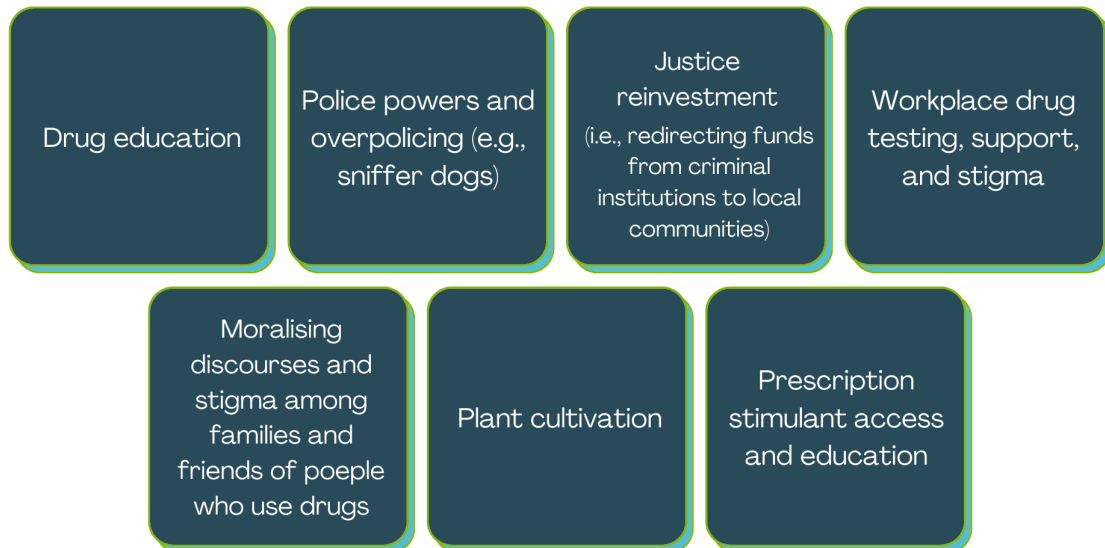 Drug education
Police powers and
overpolicing (e.g.,
sniffer dogs)
Justice
reinvestment
(i.e., redirecting funds
from criminal
institutions to local
communities)
Workplace drug
testing, support,
and stigma
Moralising
discourses and
stigma among
families and
friends of poeple
who use drugs
Plant cultivation
Prescription
stimulant access
and education